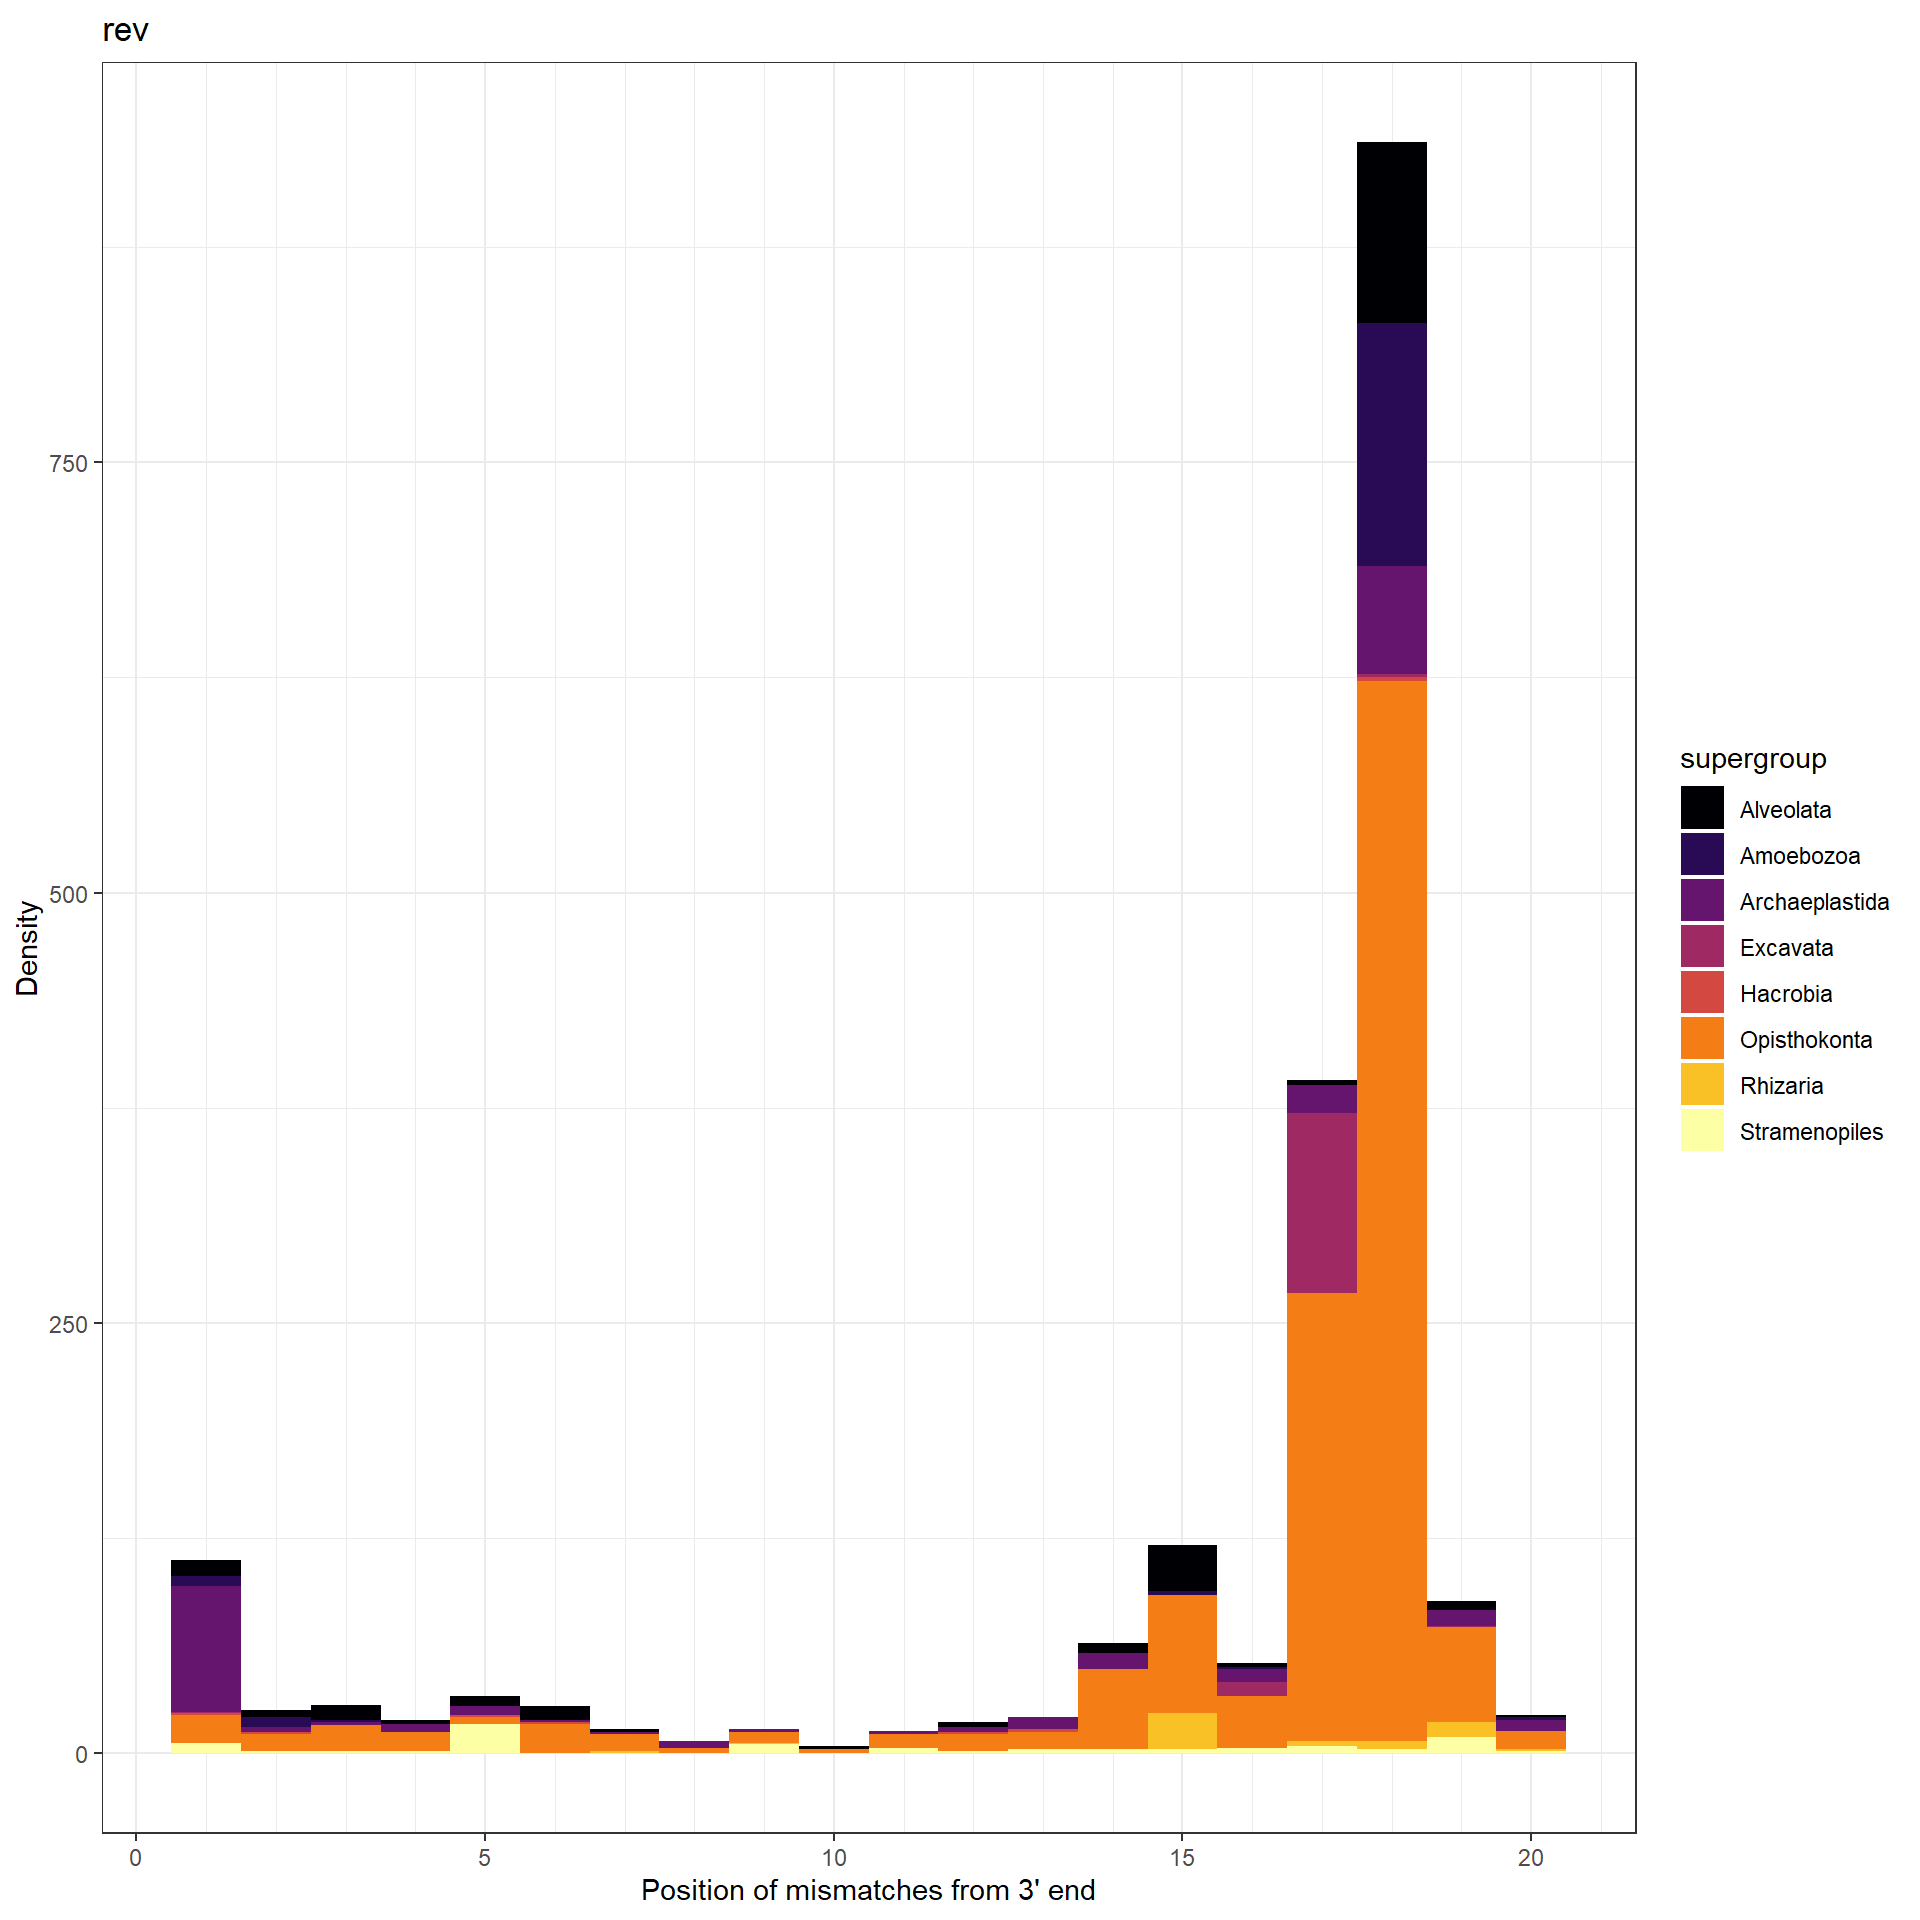 rev
Density
750
500
250
0
0 5 10 15 20
Position of mismatches from 3' end
supergroup
Alveolata
Amoebozoa
Archaeplastida
Excavata
Hacrobia
Opisthokonta
Rhizaria
Stramenopiles